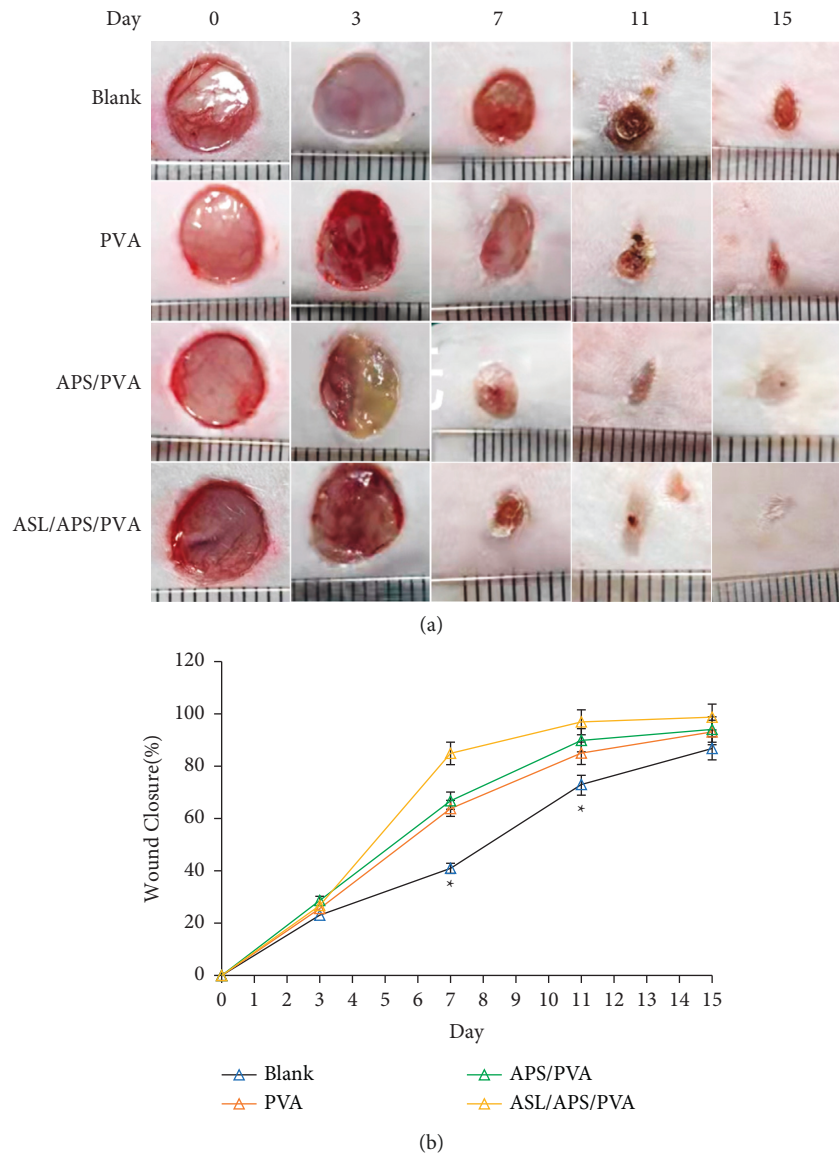 Day 0 3 7 11 15
Blank
PVA
APS/PVA
ASL/APS/PVA
(a)
120
100
80
60
40
20
0
Wound Closure(%)
*
*
0 1 2 3 4 5 6 7 8 9 10 11 12 13 14 15
Day
Blank APS/PVA
PVA ASL/APS/PVA
(b)